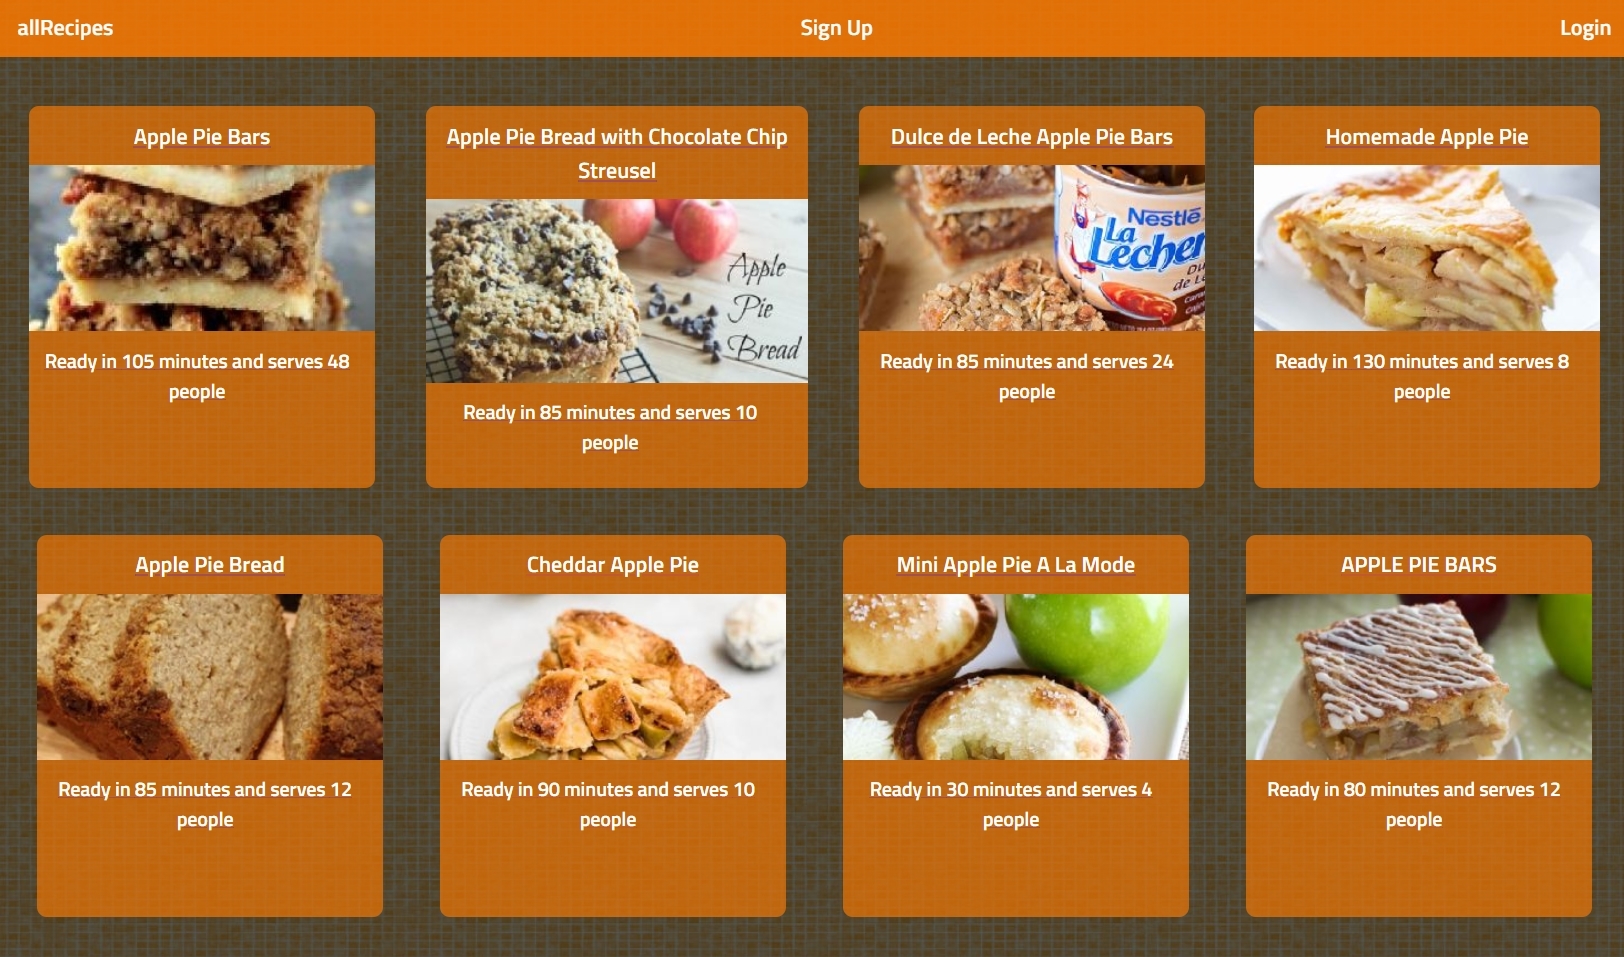 allRecipes
Sign Up
Login
Apple Pie Bars
Ready in 105 minutes and serves 48
people
Apple Pie Bread with Chocolate Chip
Streusel
Apple
Pie
Bread
Ready in 85 minutes and serves 10
people
Dulce de Leche Apple Pie Bars
Nestlé
La
Lecher
Ready in 85 minutes and serves 24
people
Homemade Apple Pie
Ready in 130 minutes and serves 8
people
Apple Pie Bread
Ready in 85 minutes and serves 12
people
Cheddar Apple Pie
Ready in 90 minutes and serves 10
people
Mini Apple Pie A La Mode
Ready in 30 minutes and serves 4
people
APPLE PIE BARS
Ready in 80 minutes and serves 12
people